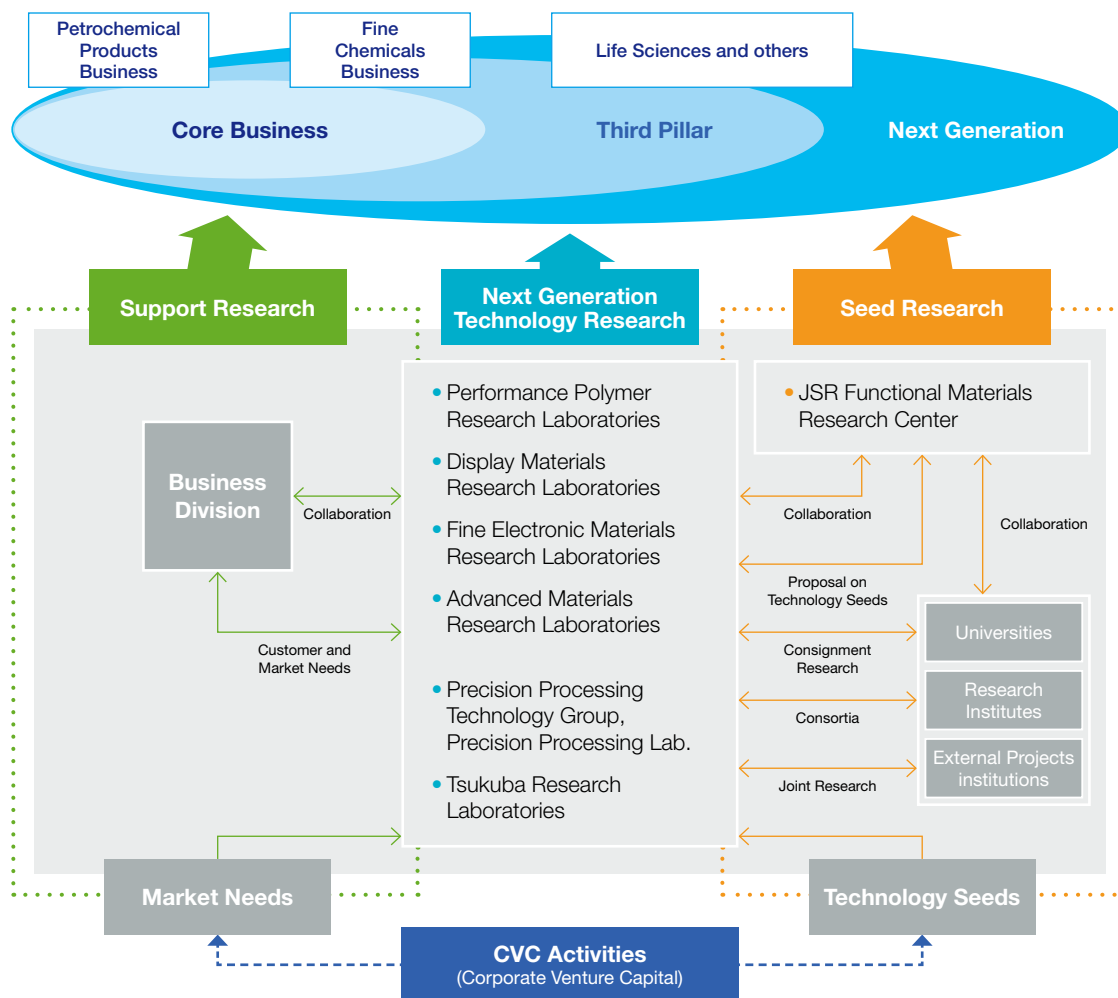 Petrochemical
Products
Business
Fine
Chemicals
Business
Life Sciences and others
Core Business
Third Pillar
Next Generation
Support Research
Next Generation
Technology Research
Seed Research
Business
Division
Collaboration
Customer and
Market Needs
• Performance Polymer
Research Laboratories
• Display Materials
Research Laboratories
• Fine Electronic Materials
Research Laboratories
• Advanced Materials
Research Laboratories
• Precision Processing
Technology Group,
Precision Processing Lab.
• Tsukuba Research
Laboratories
• JSR Functional Materials
Research Center
Collaboration
Collaboration
Proposal on
Technology Seeds
Consignment
Research
Consortia
Joint Research
Universities
Research
Institutes
External Projects
institutions
Market Needs
Technology Seeds
CVC Activities
(Corporate Venture Capital)